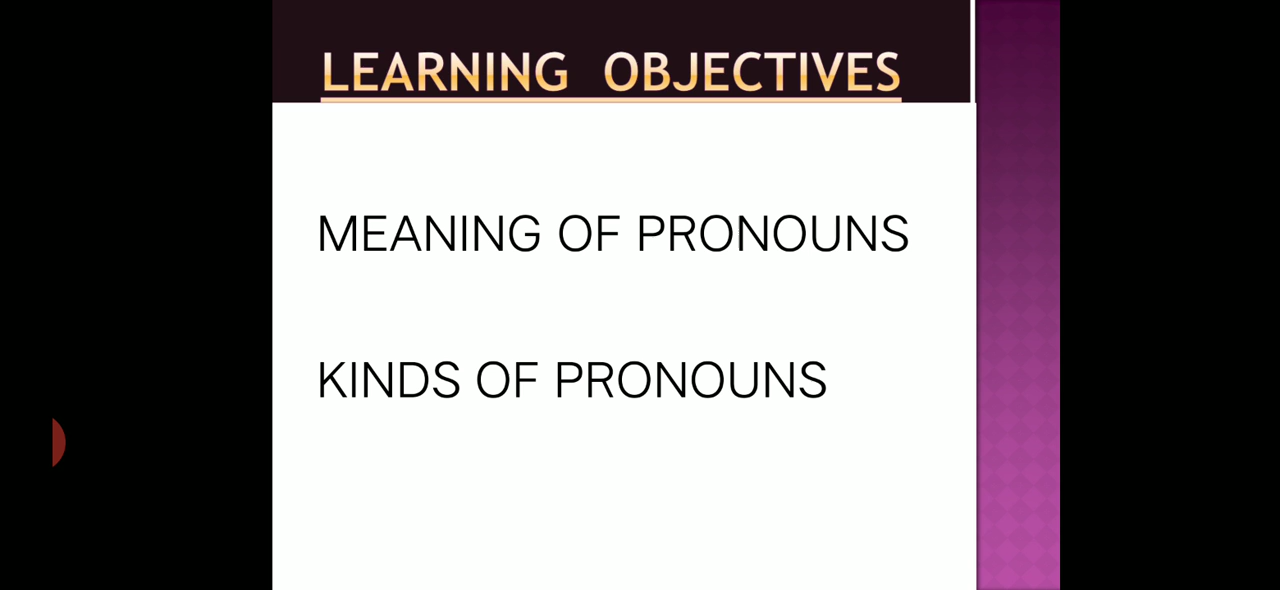 LEARNING OBJECTIVES
MEANING OF PRONOUNS
KINDS OF PRONOUNS